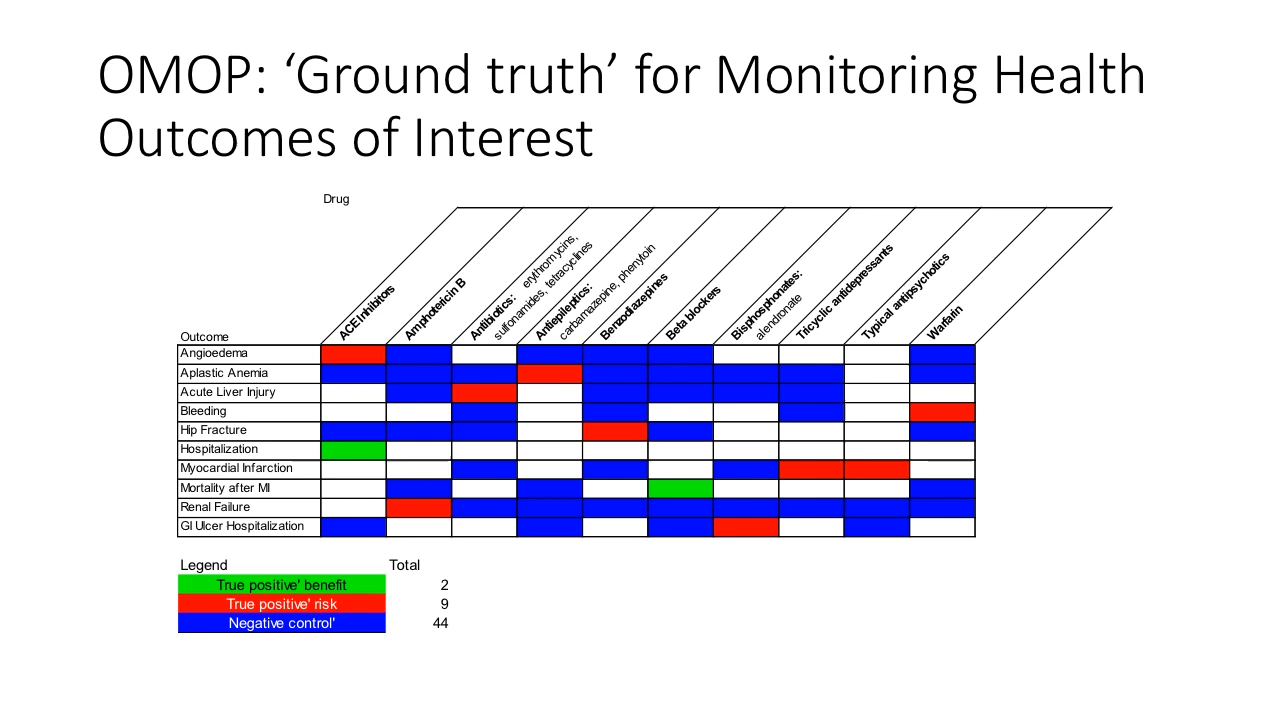 OMOP: ‘Ground truth’ for Monitoring Health
Outcomes of Interest
Drug
Outcome
ACE Inhibitors
Amphotericin B
Antibiotics: erythromycins,
sulfonamides, tetracyclines
Antiepileptics:
carbamazepine, phenytoin
Benzodiazepines
Beta blockers
Bisphosphonates:
alendronate
Tricyclic antidepressants
Typical antipsychotics
Warfarin
Angioedema
Aplastic Anemia
Acute Liver Injury
Bleeding
Hip Fracture
Hospitalization
Myocardial Infarction
Mortality after MI
Renal Failure
GI Ulcer Hospitalization
Legend Total
True positive' benefit 2
True positive' risk 9
Negative control' 44